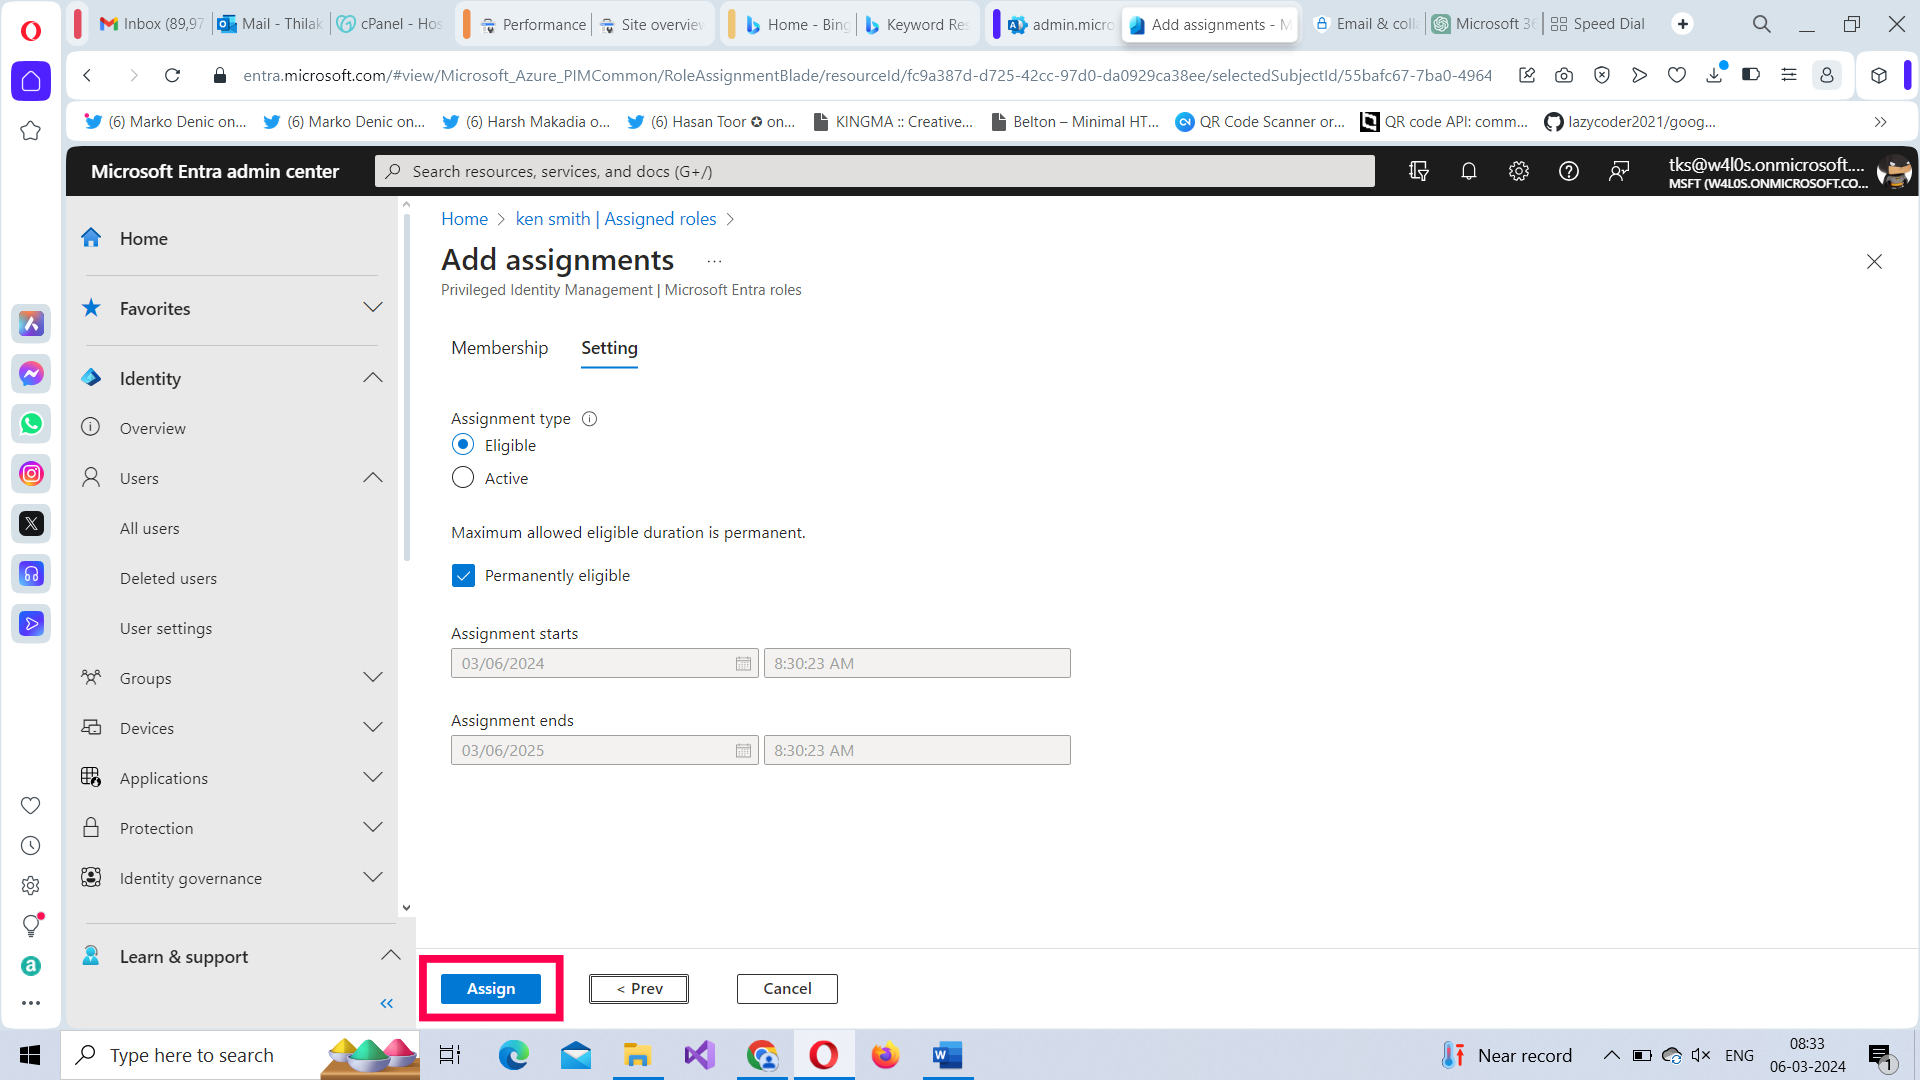 Inbox (89,97
Mail - Thilak
cPanel - Hos
Performance
Site overview
Home - Bing
Keyword Res
admin.micro
Add assignments - M
Email & colla
Microsoft 36
Speed Dial
entra.microsoft.com/#view/Microsoft_Azure_PIMCommon/RoleAssignmentBlade/resourceId/fc9a387d-d725-42cc-97d0-da0929ca38ee/selectedSubjectId/55bafc67-7ba0-4964
(6) Marko Denic on...
(6) Marko Denic on...
(6) Harsh Makadia o...
(6) Hasan Toor ✪ on...
KINGMA :: Creative...
Belton – Minimal HT...
QR Code Scanner or...
QR code API: comm...
lazycoder2021/goog...
Microsoft Entra admin center
Search resources, services, and docs (G+/)
tks@w4l0s.onmicrosoft....
MSFT (W4L0S.ONMICROSOFT.CO...
Home
Favorites
Identity
Overview
Users
All users
Deleted users
User settings
Groups
Devices
Applications
Protection
Identity governance
Learn & support
Home > ken smith | Assigned roles >
Add assignments ...
Privileged Identity Management | Microsoft Entra roles
Membership
Setting
Assignment type
Eligible
Active
Maximum allowed eligible duration is permanent.
Permanently eligible
Assignment starts
03/06/2024
8:30:23 AM
Assignment ends
03/06/2025
8:30:23 AM
Assign
< Prev
Cancel
Type here to search
Near record
ENG
08:33
06-03-2024
1